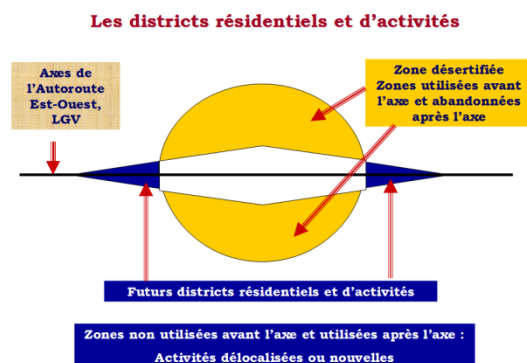 Les districts résidentiels et d'activités
Axes de
l'Autoroute
Est-Ouest,
LGV
Zone désertifiée
Zones utilisées avant
l'axe et abandonnées
après l'axe
Futurs districts résidentiels et d'activités
Zones non utilisées avant l'axe et utilisées après l'axe :
Activités délocalisées ou nouvelles